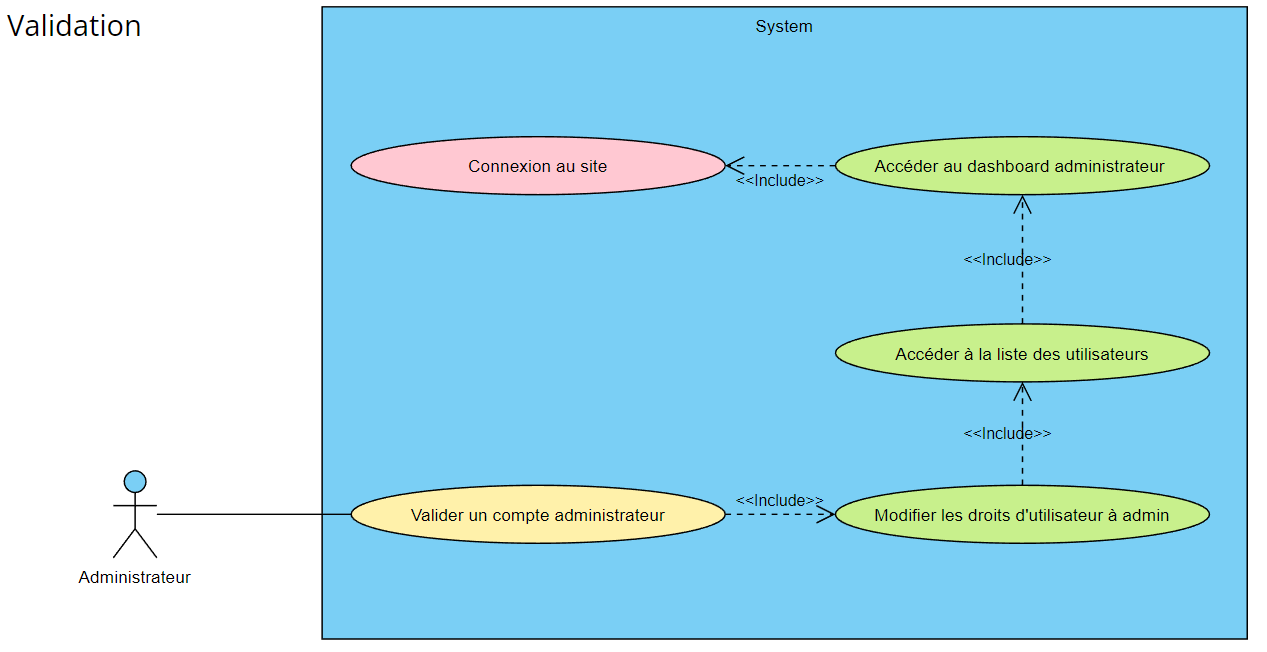 Validation
System
Connexion au site
<<Include>>
Accéder au dashboard administrateur
<<Include>>
Accéder à la liste des utilisateurs
<<Include>>
Valider un compte administrateur
<<Include>>
Modifier les droits d'utilisateur à admin
Administrateur